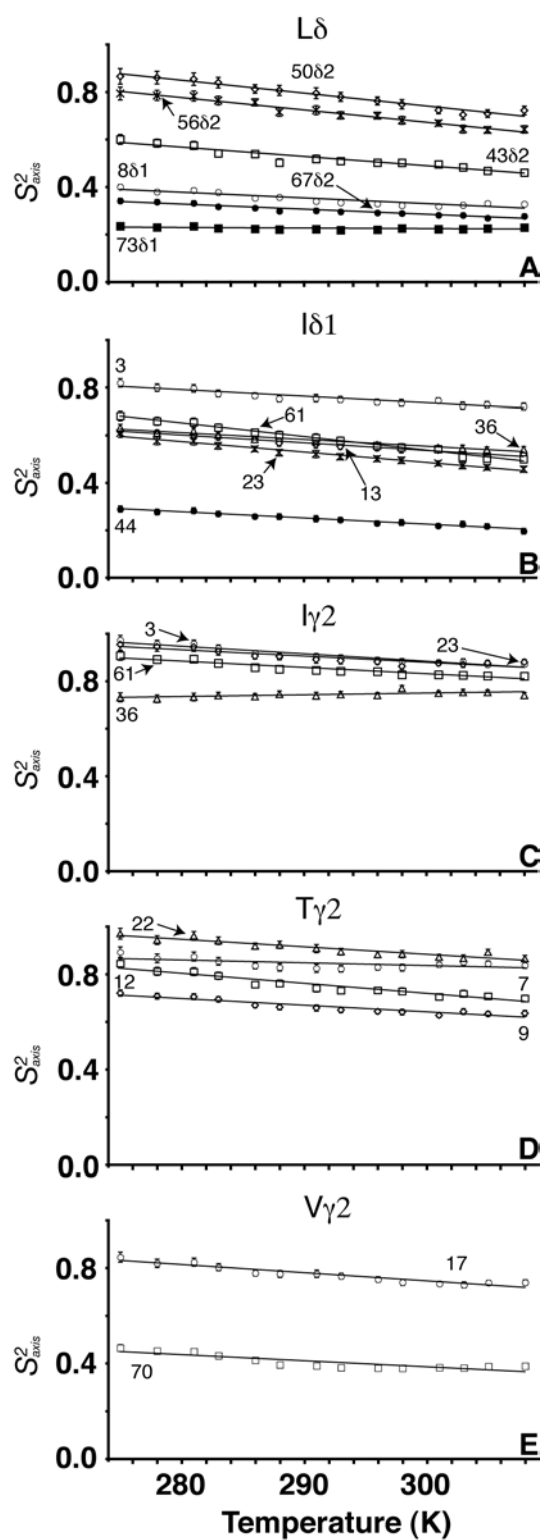 Lδ
0.8
0.4
0.0
S²axis
50δ2
56δ2
43δ2
8δ1
67δ2
73δ1
A
Iδ1
0.8
0.4
0.0
S²axis
3
61
36
23
13
44
B
Iγ2
0.8
0.4
0.0
S²axis
3
23
61
36
C
Tγ2
0.8
0.4
0.0
S²axis
22
12
7
9
D
Vγ2
0.8
0.4
0.0
S²axis
17
70
E
280 290 300
Temperature (K)